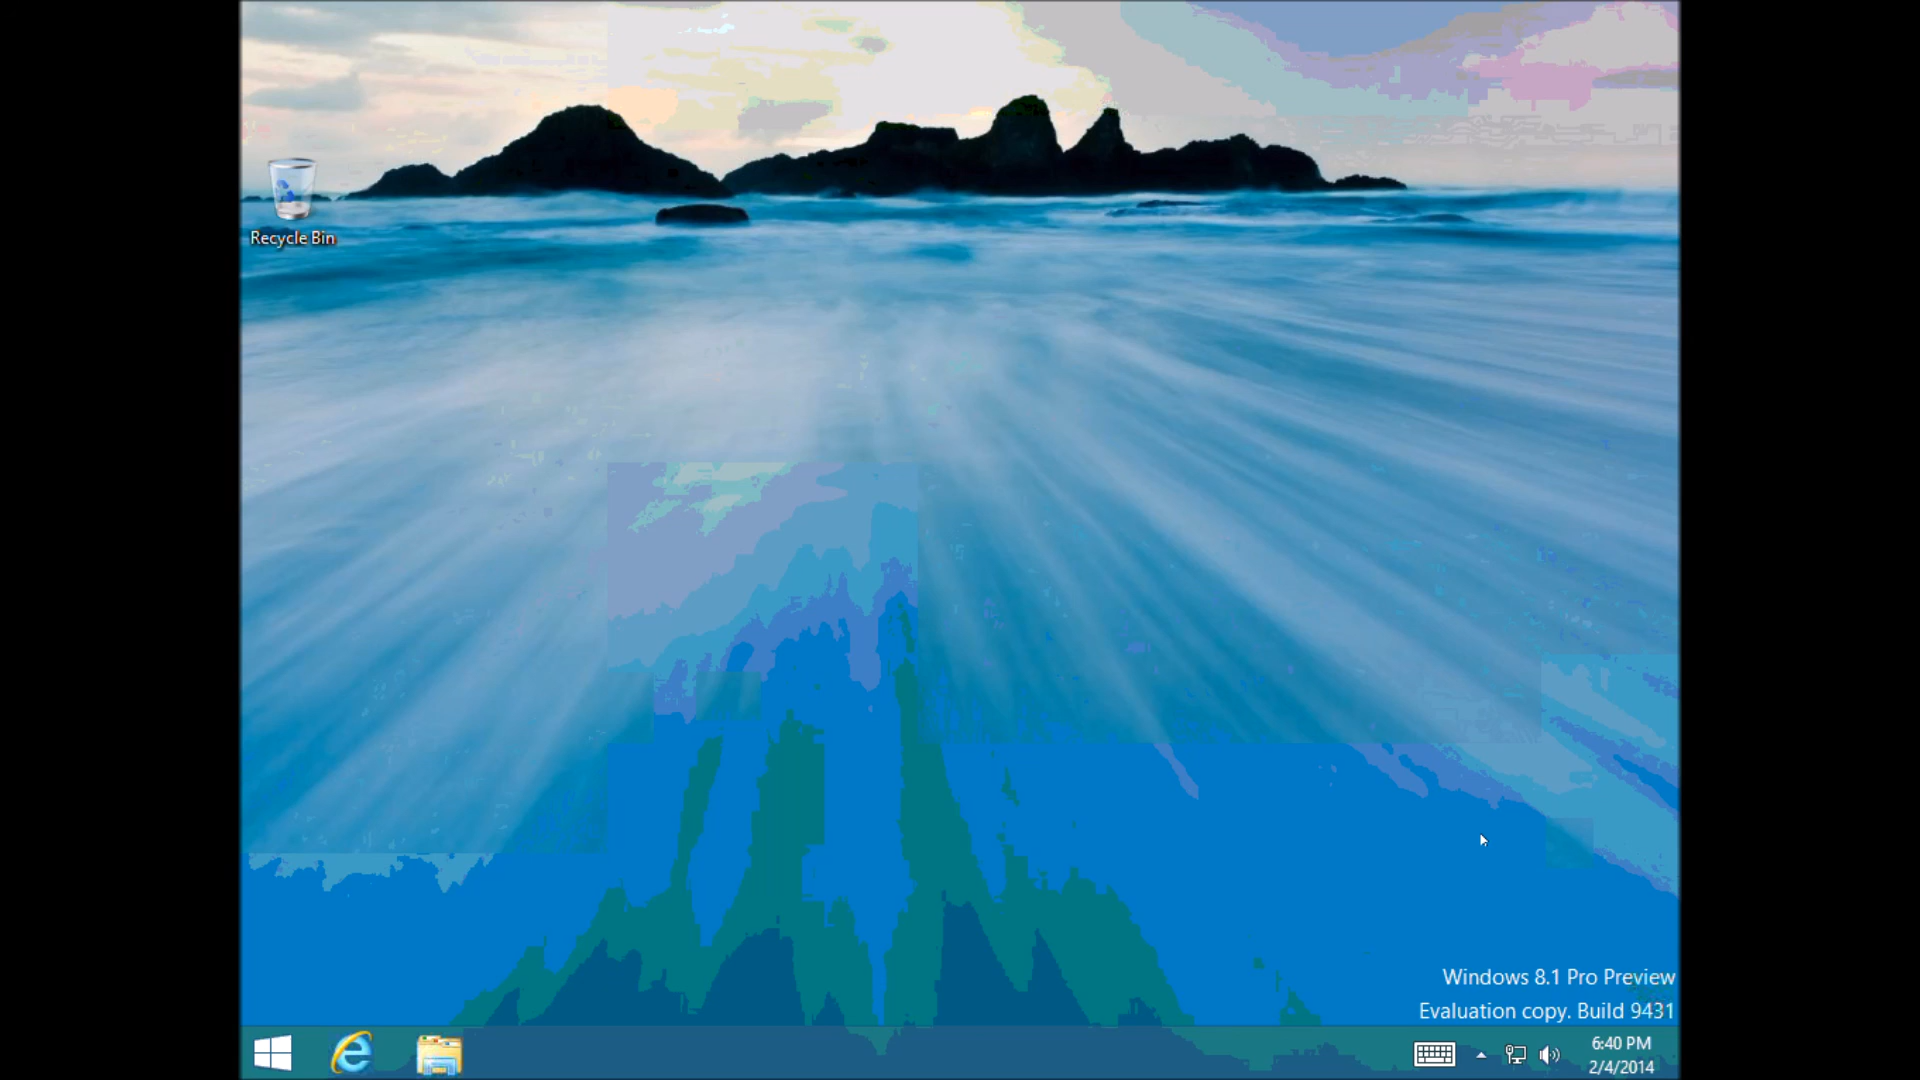 Recycle Bin
Windows 8.1 Pro Preview
Evaluation copy. Build 9431
6:40 PM
2/4/2014